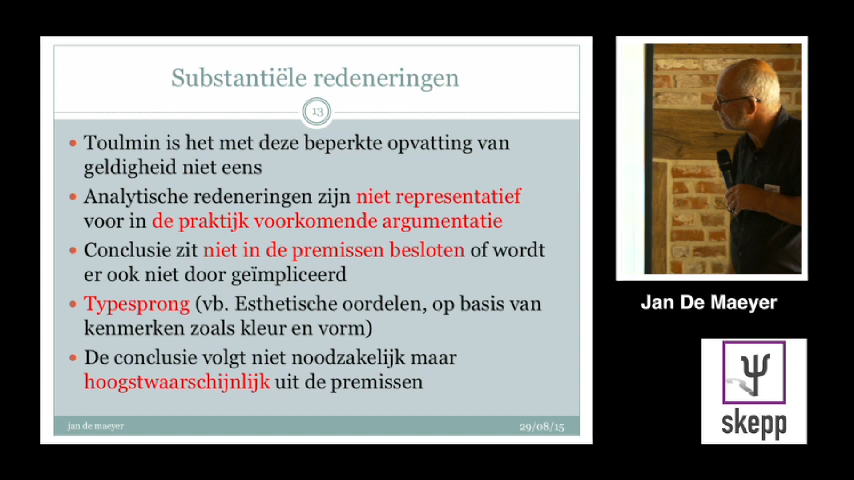 Substantiële redeneringen
13
• Toulmin is het met deze beperkte opvatting van
geldigheid niet eens
• Analytische redeneringen zijn niet representatief
voor in de praktijk voorkomende argumentatie
• Conclusie zit niet in de premissen besloten of wordt
er ook niet door geïmpliceerd
• Typesprong (vb. Esthetische oordelen, op basis van
kenmerken zoals kleur en vorm)
• De conclusie volgt niet noodzakelijk maar
hoogstwaarschijnlijk uit de premissen
jan de maeyer
29/08/15
Jan De Maeyer
skepp